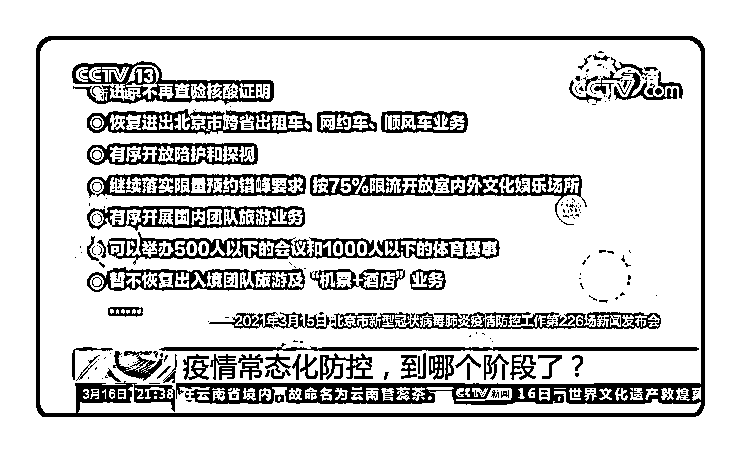 CCTV 13
CCTV 高清
.com
◎进京不再查验核酸证明
◎恢复进出北京市跨省出租车、网约车、顺风车业务
◎有序开放陪护和探视
◎继续落实限量预约错峰要求 按75%限流开放室内外文化娱乐场所
◎有序开展国内团队旅游业务
◎可以举办500人以下的会议和1000人以下的体育赛事
◎暂不恢复出入境团队旅游及“机票+酒店”业务
……
——2021年3月15日 北京市新型冠状病毒肺炎疫情防控工作第226场新闻发布会
疫情常态化防控，到哪个阶段了？
3月16日 21:38 在云南省境内，故命名为云南管蕊茶。 CCTV新闻 16日，世界文化遗产敦煌莫